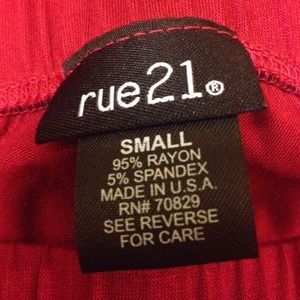 rue21®
SMALL
95% RAYON
5% SPANDEX
MADE IN U.S.A.
RN# 70829
SEE REVERSE
FOR CARE